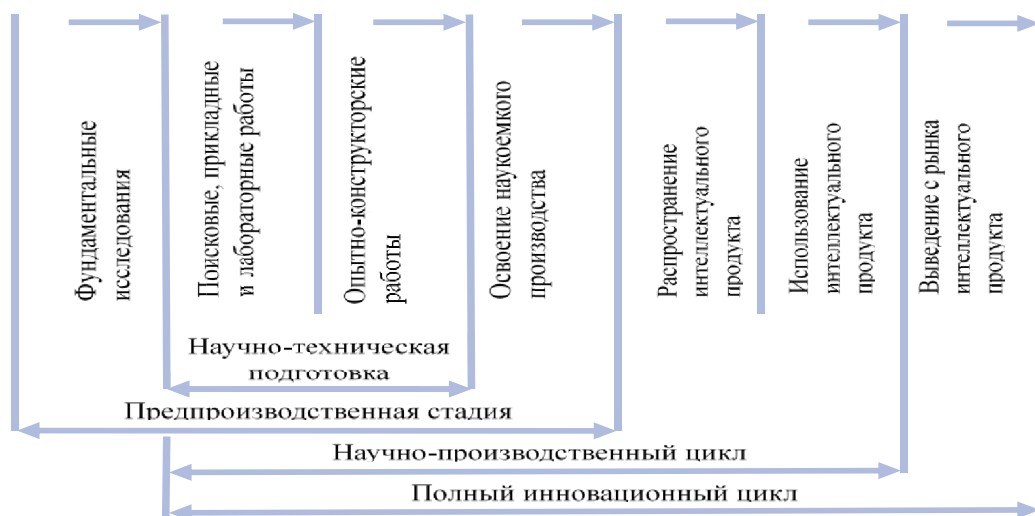 Фундаментальные
исследования
Поисковые, прикладные
и лабораторные работы
Опытно-конструкторские
работы
Освоение наукоемкого
производства
Распространение
интеллектуального
продукта
Использование
интеллектуального
продукта
Выведение с рынка
интеллектуального
продукта
Научно-техническая
подготовка
Предпроизводственная стадия
Научно-производственный цикл
Полный инновационный цикл